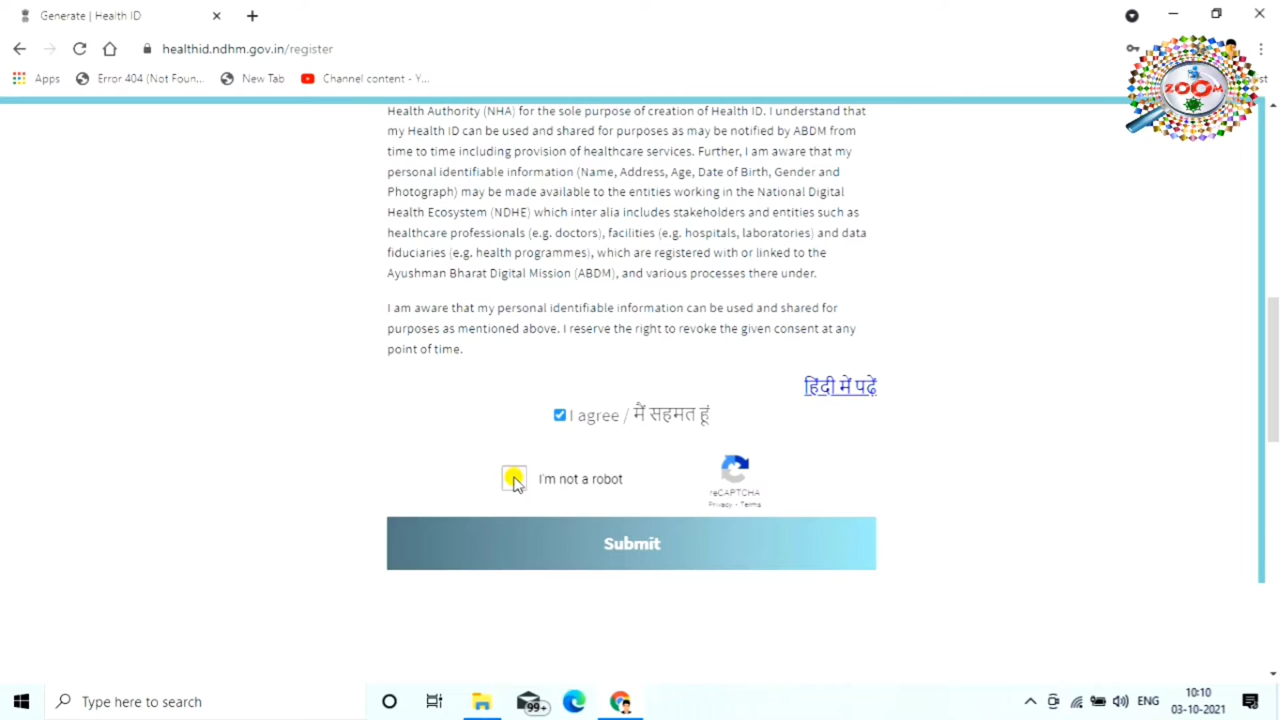 Generate | Health ID
healthid.ndhm.gov.in/register
Apps
Error 404 (Not Foun...
New Tab
Channel content - Y...
ZOOM
Health Authority (NHA) for the sole purpose of creation of Health ID. I understand that
my Health ID can be used and shared for purposes as may be notified by ABDM from
time to time including provision of healthcare services. Further, I am aware that my
personal identifiable information (Name, Address, Age, Date of Birth, Gender and
Photograph) may be made available to the entities working in the National Digital
Health Ecosystem (NDHE) which inter alia includes stakeholders and entities such as
healthcare professionals (e.g. doctors), facilities (e.g. hospitals, laboratories) and data
fiduciaries (e.g. health programmes), which are registered with or linked to the
Ayushman Bharat Digital Mission (ABDM), and various processes there under.
I am aware that my personal identifiable information can be used and shared for
purposes as mentioned above. I reserve the right to revoke the given consent at any
point of time.
हिंदी में पढ़ें
I agree / मैं सहमत हूं
I'm not a robot
reCAPTCHA
Privacy - Terms
Submit
Type here to search
99+
ENG
10:10
03-10-2021